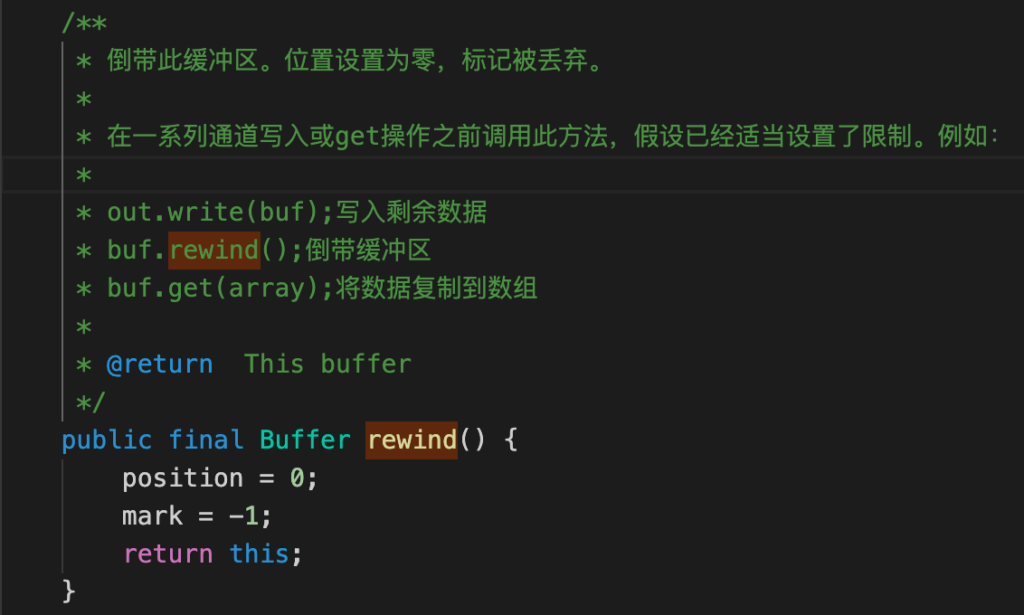 /**
* 倒带此缓冲区。位置设置为零，标记被丢弃。
*
* 在一系列通道写入或get操作之前调用此方法，假设已经适当设置了限制。例如：
*
* out.write(buf);写入剩余数据
* buf.rewind();倒带缓冲区
* buf.get(array);将数据复制到数组
*
* @return  This buffer
*/
public final Buffer rewind() {
    position = 0;
    mark = -1;
    return this;
}